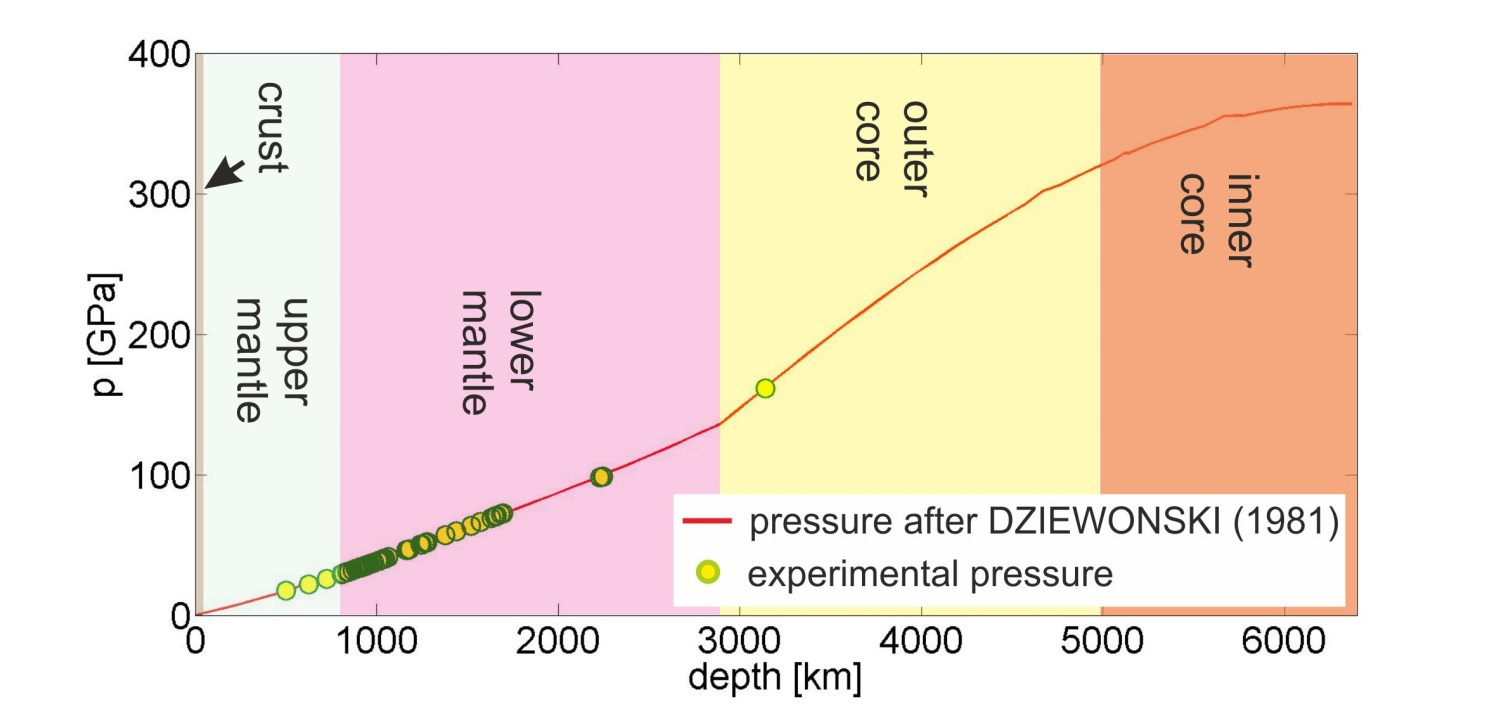 400
300
200
100
0
p [GPa]
crust
upper
mantle
lower
mantle
outer
core
inner
core
pressure after DZIEWONSKI (1981)
experimental pressure
0 1000 2000 3000 4000 5000 6000
depth [km]